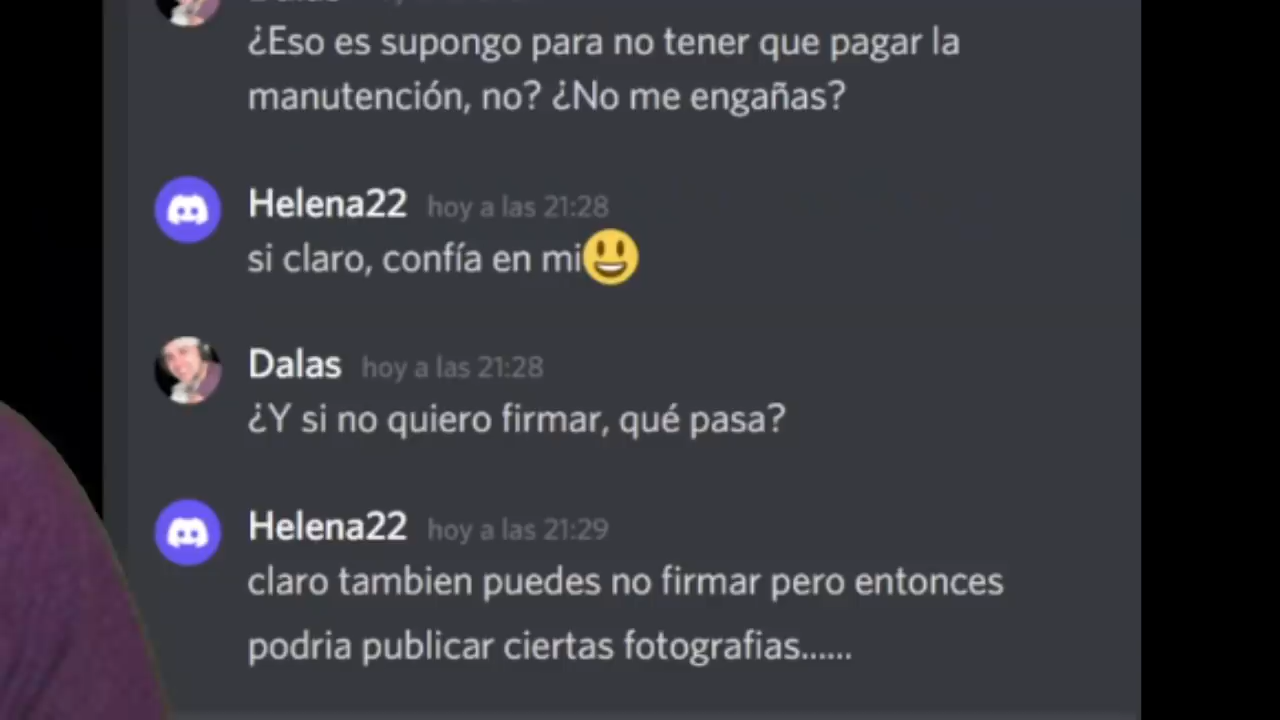 ¿Eso es supongo para no tener que pagar la
manutención, no? ¿No me engañas?
Helena22 hoy a las 21:28
si claro, confía en mi😃
Dalas hoy a las 21:28
¿Y si no quiero firmar, qué pasa?
Helena22 hoy a las 21:29
claro tambien puedes no firmar pero entonces
podria publicar ciertas fotografias......